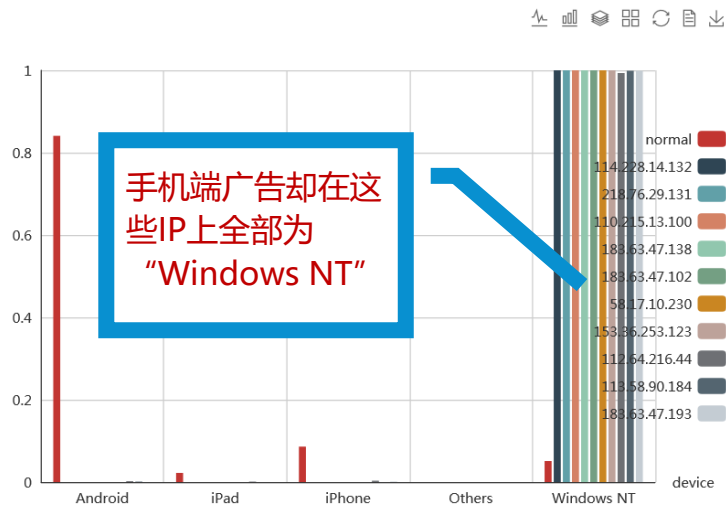 1
0.8
0.6
0.4
0.2
0
手机端广告却在这
些IP上全部为
“Windows NT”
normal
114.228.14.132
218.76.29.131
110.215.13.100
183.63.47.138
183.63.47.102
58.17.10.230
153.36.253.123
112.64.216.44
113.58.90.184
183.63.47.193
Android
iPad
iPhone
Others
Windows NT
device